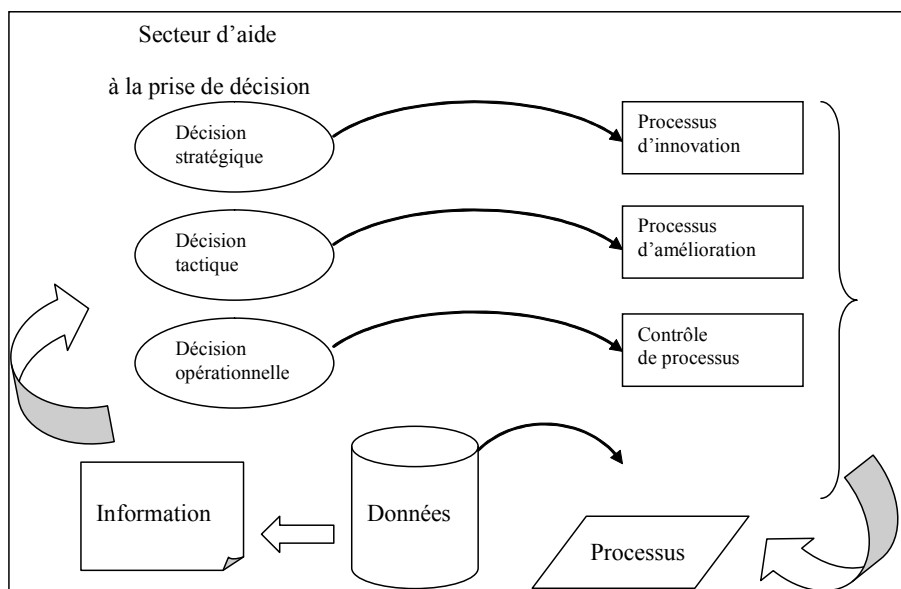 Secteur d'aide
à la prise de décision
Décision
stratégique
Processus
d'innovation
Décision
tactique
Processus
d'amélioration
Décision
opérationnelle
Contrôle
de processus
Information
Données
Processus